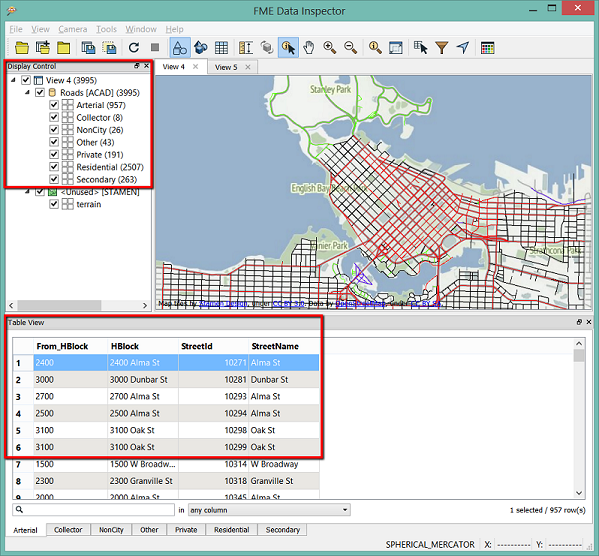 FME Data Inspector
File View Camera Tools Window Help
Display Control
View 4 (3995)
Roads [ACAD] (3995)
Arterial (957)
Collector (8)
NonCity (26)
Other (43)
Private (191)
Residential (2507)
Secondary (263)
<Unused> [STAMEN]
terrain
View 4
View 5
Stanley Park
English Bay Beach Park
Vanier Park
Map tiles by Stamen Design, under CC BY 3.0. Data by
Table View
From_HBlock HBlock StreetId StreetName
1 2400 2400 Alma St 10271 Alma St
2 3000 3000 Dunbar St 10281 Dunbar St
3 2700 2700 Alma St 10293 Alma St
4 2500 2500 Alma St 10294 Alma St
5 3100 3100 Oak St 10298 Oak St
6 3100 3100 Oak St 10299 Oak St
7 1500 1500 W Broadw... 10314 W Broadway
8 2300 2300 Granville St 10318 Granville St
9 2000 2000 Alma St 10345 Alma St
in any column 1 selected / 957 row(s)
Arterial Collector NonCity Other Private Residential Secondary
SPHERICAL_MERCATOR X: ---------- Y: ----------